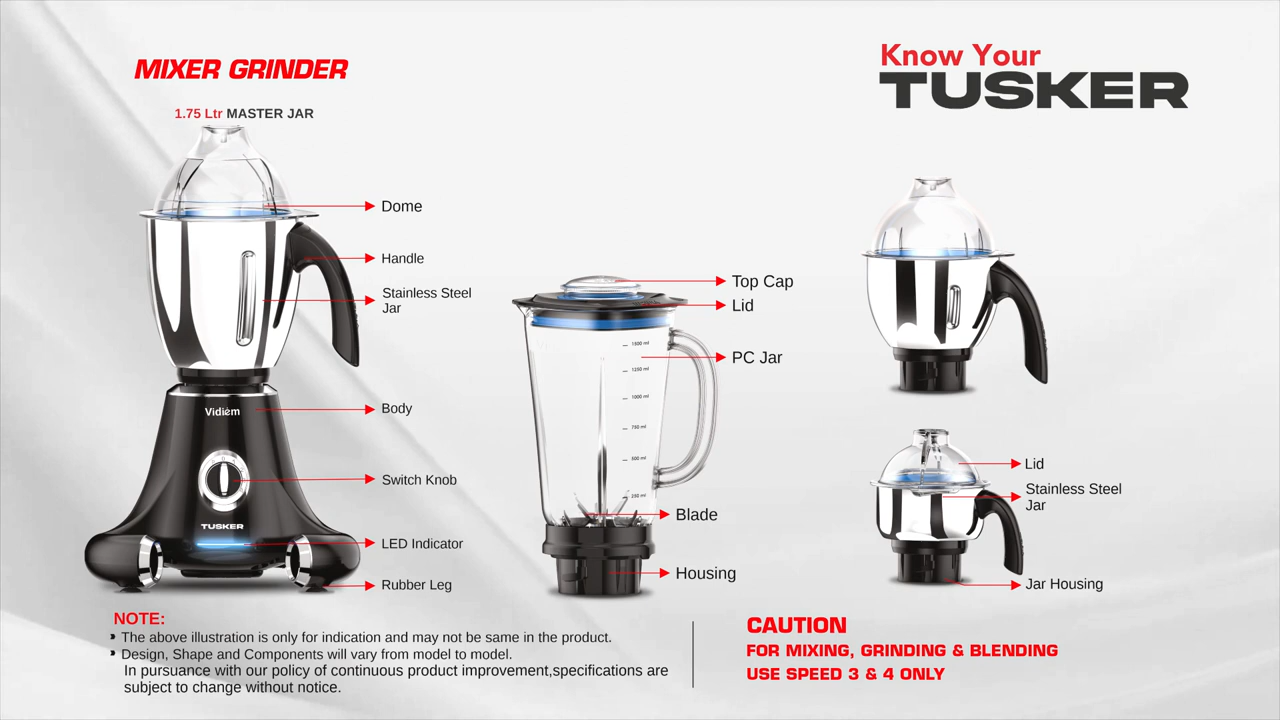 MIXER GRINDER
Know Your
TUSKER
1.75 Ltr MASTER JAR
Dome
Handle
Stainless Steel
Jar
Body
Vidiem
Switch Knob
TUSKER
LED Indicator
Rubber Leg
Top Cap
Lid
PC Jar
1500 ml
1250 ml
1000 ml
750 ml
500 ml
250 ml
Blade
Housing
Lid
Stainless Steel
Jar
Jar Housing
NOTE:
The above illustration is only for indication and may not be same in the product.
Design, Shape and Components will vary from model to model.
In pursuance with our policy of continuous product improvement,specifications are
subject to change without notice.
CAUTION
FOR MIXING, GRINDING & BLENDING
USE SPEED 3 & 4 ONLY